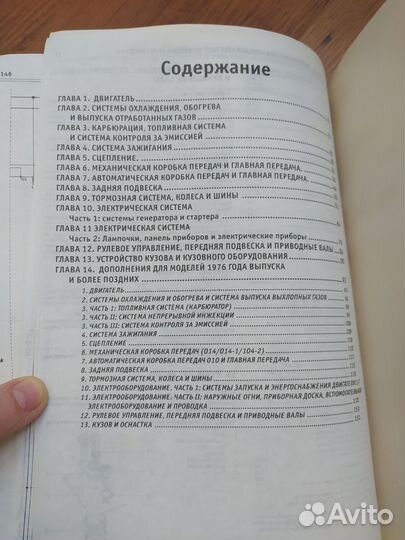 146
Содержание
ГЛАВА 1. ДВИГАТЕЛЬ
ГЛАВА 2. СИСТЕМЫ ОХЛАЖДЕНИЯ, ОБОГРЕВА
И ВЫПУСКА ОТРАБОТАННЫХ ГАЗОВ
ГЛАВА 3. КАРБЮРАЦИЯ, ТОПЛИВНАЯ СИСТЕМА
И СИСТЕМА КОНТРОЛЯ ЗА ЭМИССИЕЙ
ГЛАВА 4. СИСТЕМА ЗАЖИГАНИЯ
ГЛАВА 5. СЦЕПЛЕНИЕ.
ГЛАВА 6. МЕХАНИЧЕСКАЯ КОРОБКА ПЕРЕДАЧ И ГЛАВНАЯ ПЕРЕДАЧА.
ГЛАВА 7. АВТОМАТИЧЕСКАЯ КОРОБКА ПЕРЕДАЧ И ГЛАВНАЯ ПЕРЕДАЧА.
ГЛАВА 8. ЗАДНЯЯ ПОДВЕСКА
ГЛАВА 9. ТОРМОЗНАЯ СИСТЕМА, КОЛЕСА И ШИНЫ
ГЛАВА 10. ЭЛЕКТРИЧЕСКАЯ СИСТЕМА
Часть 1: системы генератора и стартера
ГЛАВА 11 ЭЛЕКТРИЧЕСКАЯ СИСТЕМА
Часть 2: Лампочки, панель приборов и электрические приборы
ГЛАВА 12. РУЛЕВОЕ УПРАВЛЕНИЕ, ПЕРЕДНЯЯ ПОДВЕСКА И ПРИВОДНЫЕ ВАЛЫ
ГЛАВА 13. УСТРОЙСТВО КУЗОВА И КУЗОВНОГО ОБОРУДОВАНИЯ
ГЛАВА 14. ДОПОЛНЕНИЯ ДЛЯ МОДЕЛЕЙ 1976 ГОДА ВЫПУСКА
И БОЛЕЕ ПОЗДНИХ
1. ДВИГАТЕЛЬ
2. СИСТЕМЫ ОХЛАЖДЕНИЯ И ОБОГРЕВА И СИСТЕМА ВЫПУСКА ВЫХЛОПНЫХ ГАЗОВ
3. ЧАСТЬ I: ТОПЛИВНАЯ СИСТЕМА (КАРБЮРАТОР)
3. ЧАСТЬ II: СИСТЕМА НЕПРЕРЫВНОЙ ИНЖЕКЦИИ
3. ЧАСТЬ III: СИСТЕМА КОНТРОЛЯ ЗА ЭМИССИЕЙ
4. СИСТЕМА ЗАЖИГАНИЯ
5. СЦЕПЛЕНИЕ
6. МЕХАНИЧЕСКАЯ КОРОБКА ПЕРЕДАЧ (014/014-1/104-2)
7. АВТОМАТИЧЕСКАЯ КОРОБКА ПЕРЕДАЧ 010 И ГЛАВНАЯ ПЕРЕДАЧА
8. ЗАДНЯЯ ПОДВЕСКА
9. ТОРМОЗНАЯ СИСТЕМА, КОЛЕСА И ШИНЫ
10. ЭЛЕКТРООБОРУДОВАНИЕ. ЧАСТЬ I: СИСТЕМЫ ЗАПУСКА И ЭНЕРГОСНАБЖЕНИЯ ДВИГАТЕЛЯ
11. ЭЛЕКТРООБОРУДОВАНИЕ. ЧАСТЬ II: НАРУЖНЫЕ ОГНИ, ПРИБОРНАЯ ДОСКА, ВСПОМОГАТЕЛЬНОЕ
ЭЛЕКТРООБОРУДОВАНИЕ И ПРОВОДКА
12. РУЛЕВОЕ УПРАВЛЕНИЕ, ПЕРЕДНЯЯ ПОДВЕСКА И ПРИВОДНЫЕ ВАЛЫ
13. КУЗОВ И ОСНАСТКА
Avito